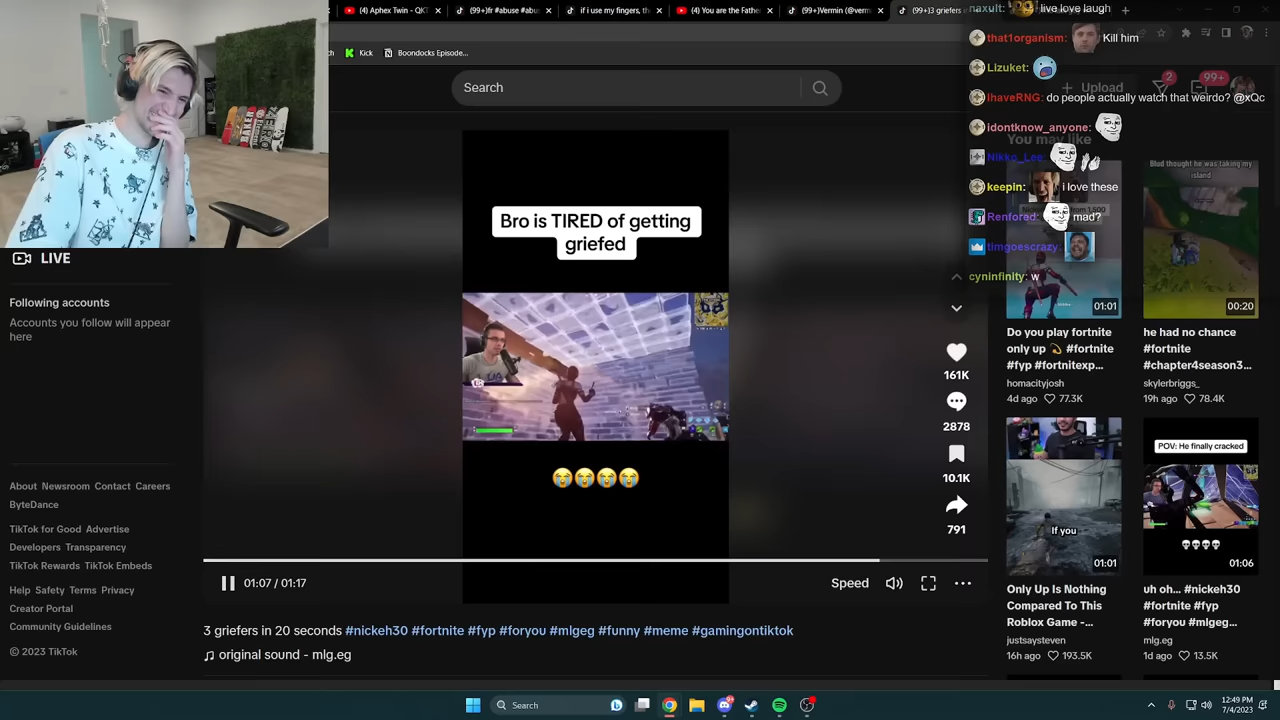 (4) Aphex Twin - QKT
(99+)fr #abuse #abu
if i use my fingers, th
(4) You are the Fathe
(99+)Vermin (@verm
(99+)3 griefers
Kick
Boondocks Episode...
Search
Upload
2
99+
naxult: live love laugh
that1organism: Kill him
Lizuket:
ihaveRNG: do people actually watch that weirdo? @xQc
idontknow_anyone:
Nikko_Lee:
keepin: i love these
Renfored: mad?
timgoescrazy:
cyninfinity: w
You may like
BAKER
LIVE
Following accounts
Accounts you follow will appear
here
About Newsroom Contact Careers
ByteDance
TikTok for Good Advertise
Developers Transparency
TikTok Rewards TikTok Embeds
Help Safety Terms Privacy
Creator Portal
Community Guidelines
© 2023 TikTok
Bro is TIRED of getting
griefed
😭😭😭😭
161K
2878
10.1K
791
01:07 / 01:17
Speed
3 griefers in 20 seconds #nickeh30 #fortnite #fyp #foryou #mlgeg #funny #meme #gamingontiktok
original sound - mlg.eg
01:01
Do you play fortnite
only up 💫 #fortnite
#fyp #fortnitexp...
homacityjosh
4d ago 77.3K
Blud thought he was taking my
island
00:20
he had no chance
#fortnite
#chapter4season3...
skylerbriggs_
19h ago 78.4K
If you
01:01
Only Up Is Nothing
Compared To This
Roblox Game -...
justsaysteven
16h ago 193.5K
POV: He finally cracked
💀💀💀💀
01:06
uh oh... #nickeh30
#fortnite #fyp
#foryou #mlgeg...
mlg.eg
1d ago 13.5K
Search
12:49 PM
7/4/2023